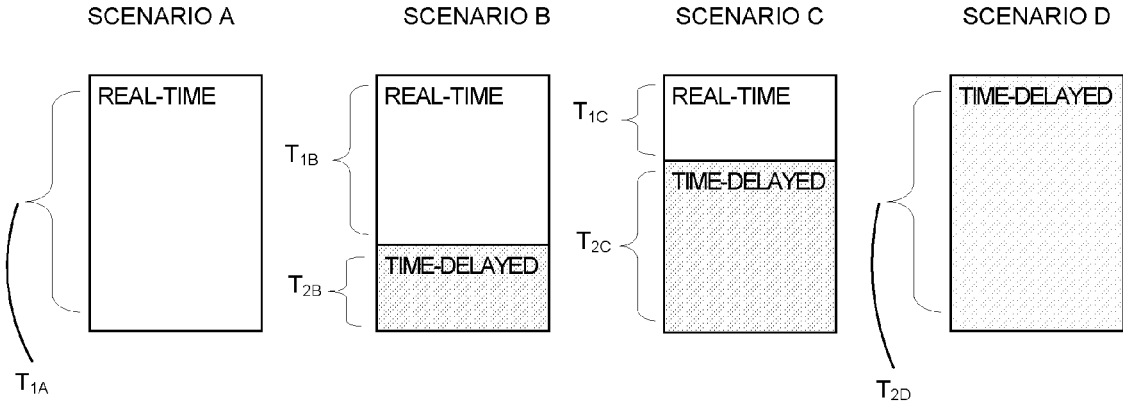 SCENARIO A
SCENARIO B
SCENARIO C
SCENARIO D
REAL-TIME
T1A
REAL-TIME
T1B
TIME-DELAYED
T2B
REAL-TIME
T1C
TIME-DELAYED
T2C
TIME-DELAYED
T2D